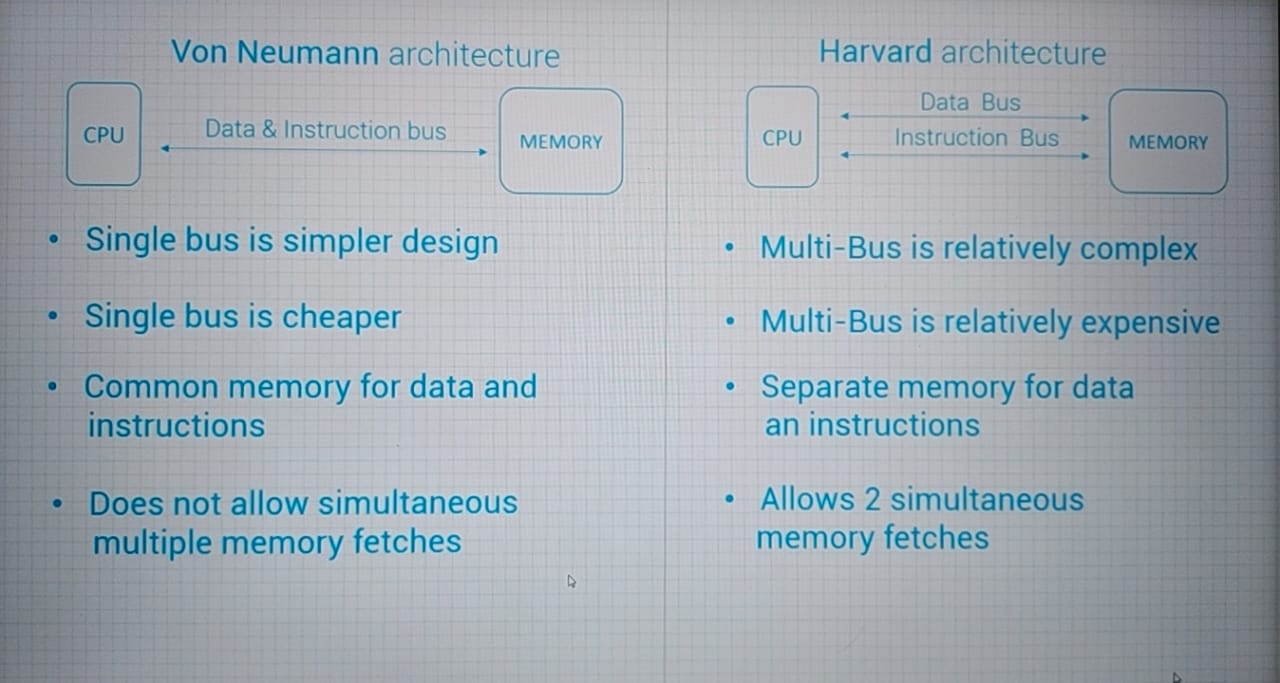 Von Neumann architecture
CPU
Data & Instruction bus
MEMORY
• Single bus is simpler design
• Single bus is cheaper
• Common memory for data and
instructions
• Does not allow simultaneous
multiple memory fetches
Harvard architecture
CPU
Data Bus
Instruction Bus
MEMORY
• Multi-Bus is relatively complex
• Multi-Bus is relatively expensive
• Separate memory for data
an instructions
• Allows 2 simultaneous
memory fetches